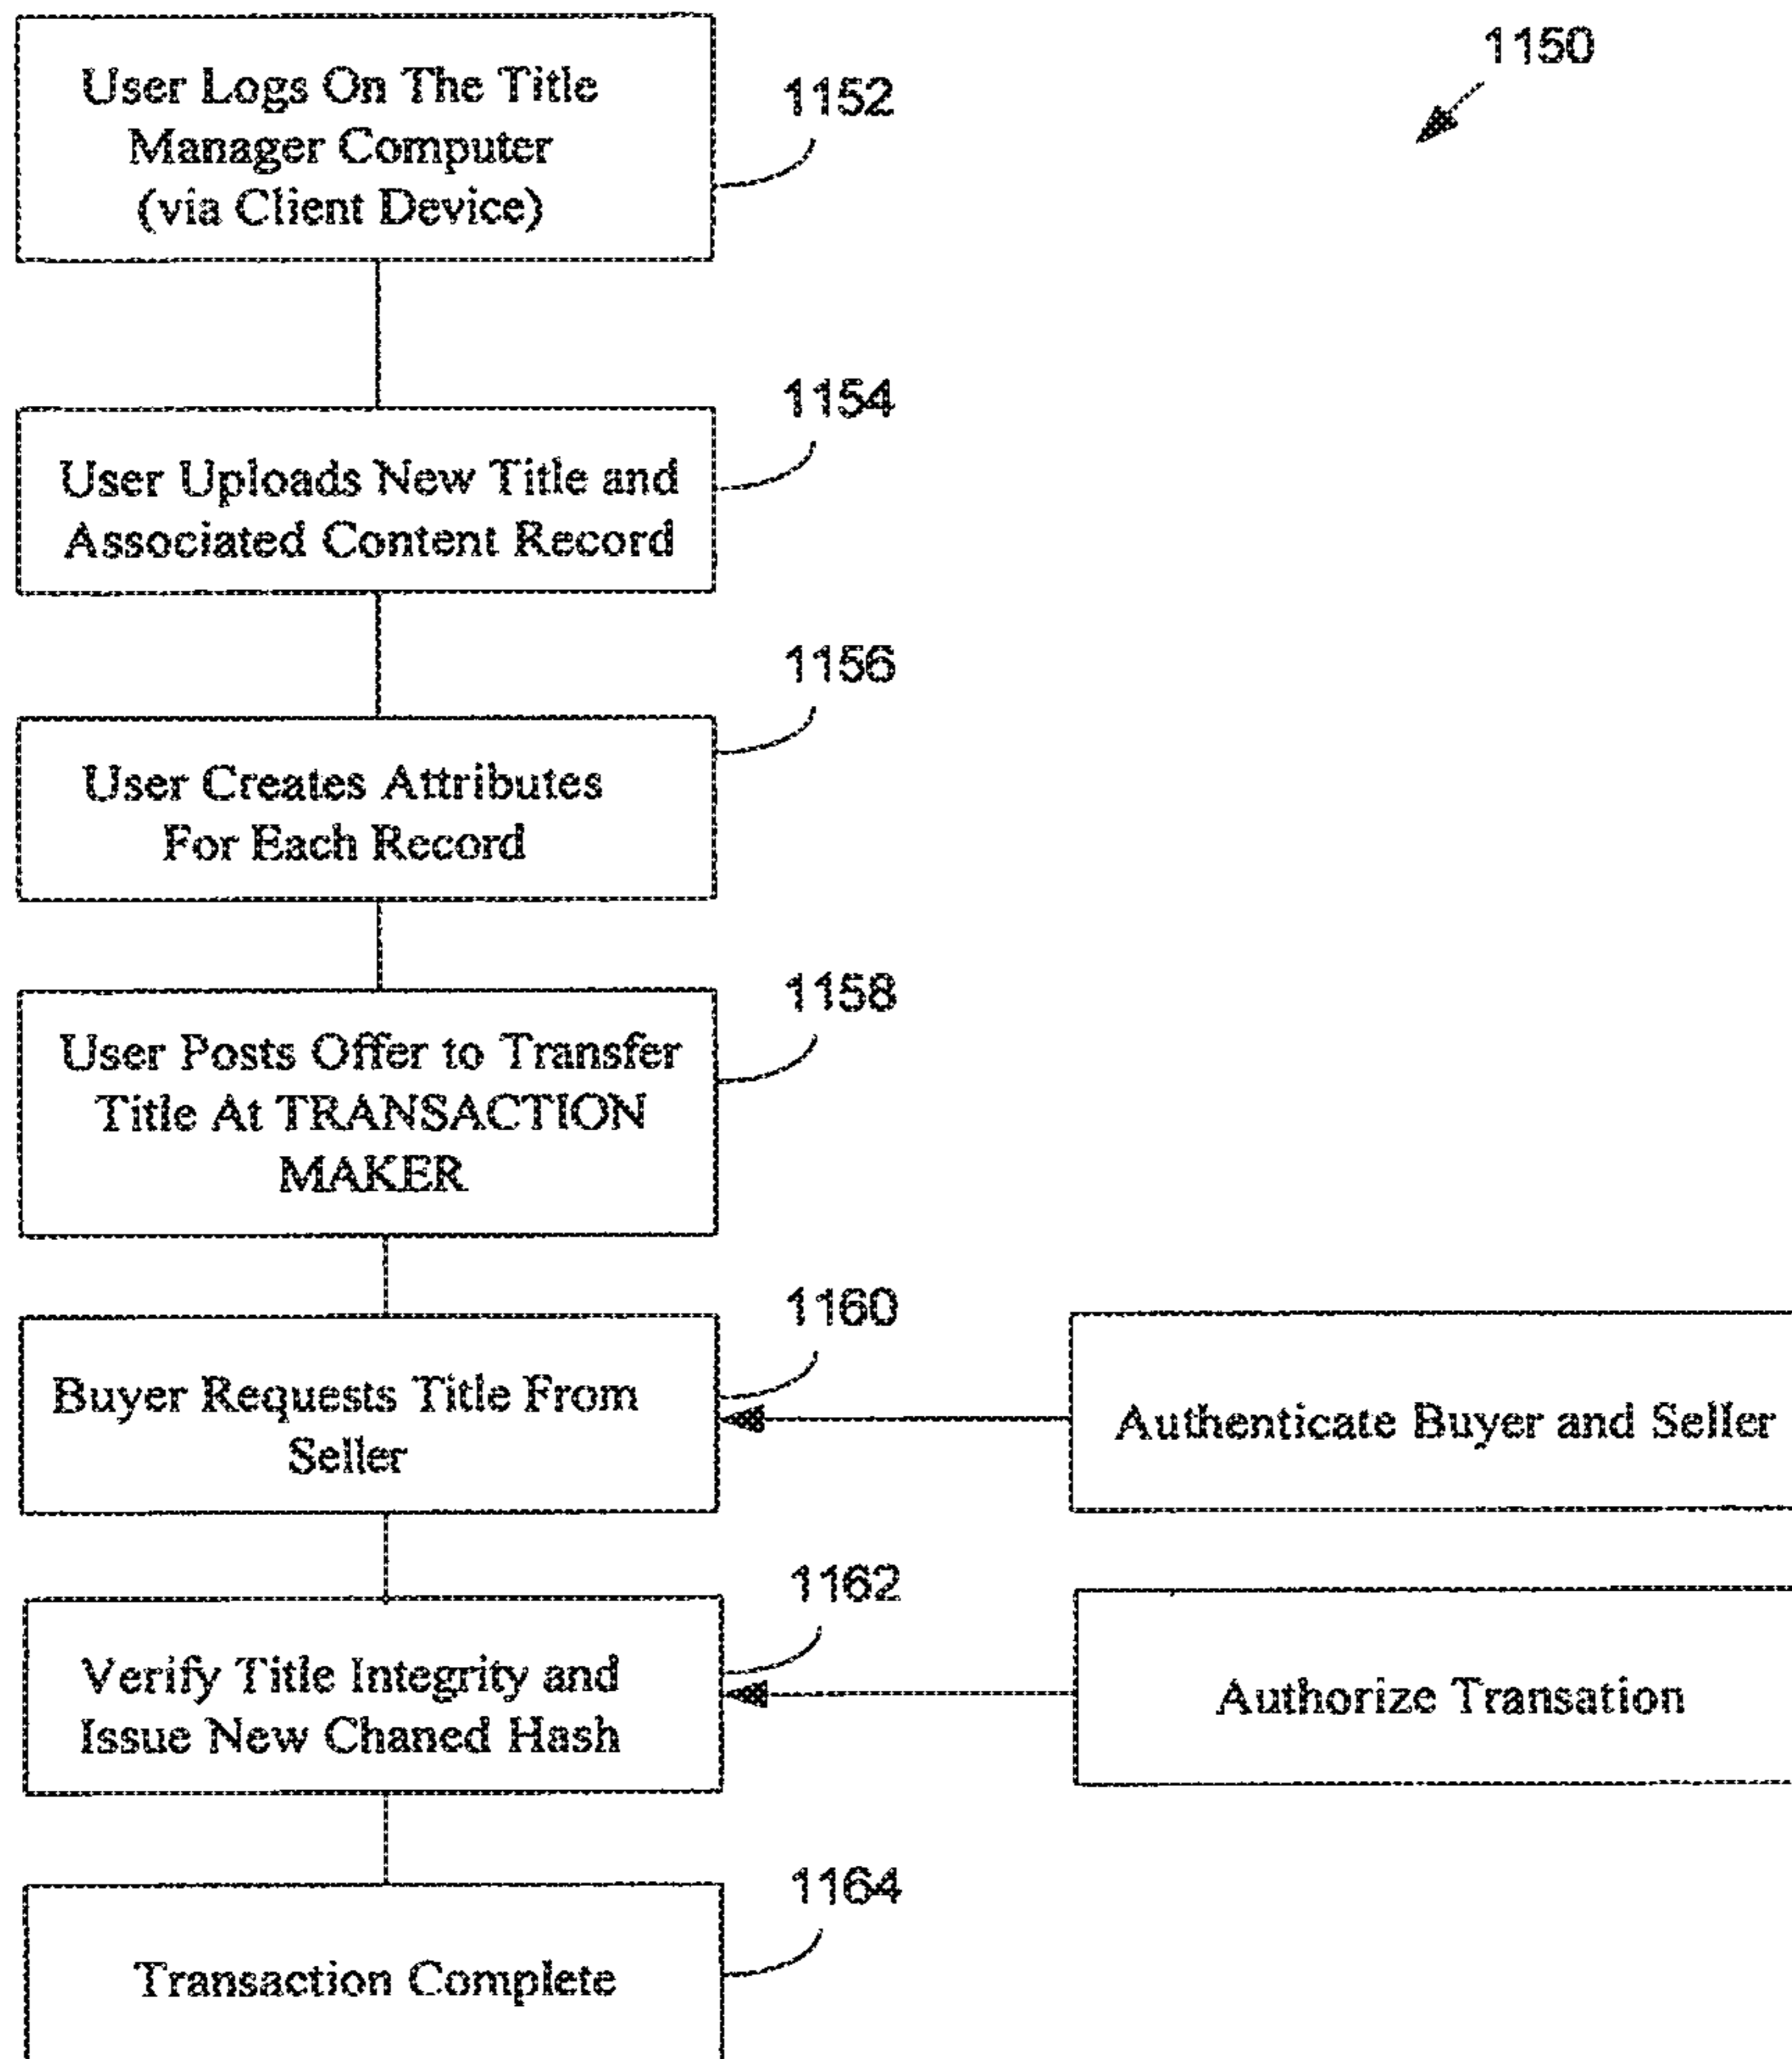 1150
User Logs On The Title
Manager Computer
(via Client Device)
1152
User Uploads New Title and
Associated Content Record
1154
User Creates Attributes
For Each Record
1156
User Posts Offer to Transfer
Title At TRANSACTION
MAKER
1158
Buyer Requests Title From
Seller
1160
Authenticate Buyer and Seller
Verify Title Integrity and
Issue New Chaned Hash
1162
Authorize Transation
Transaction Complete
1164